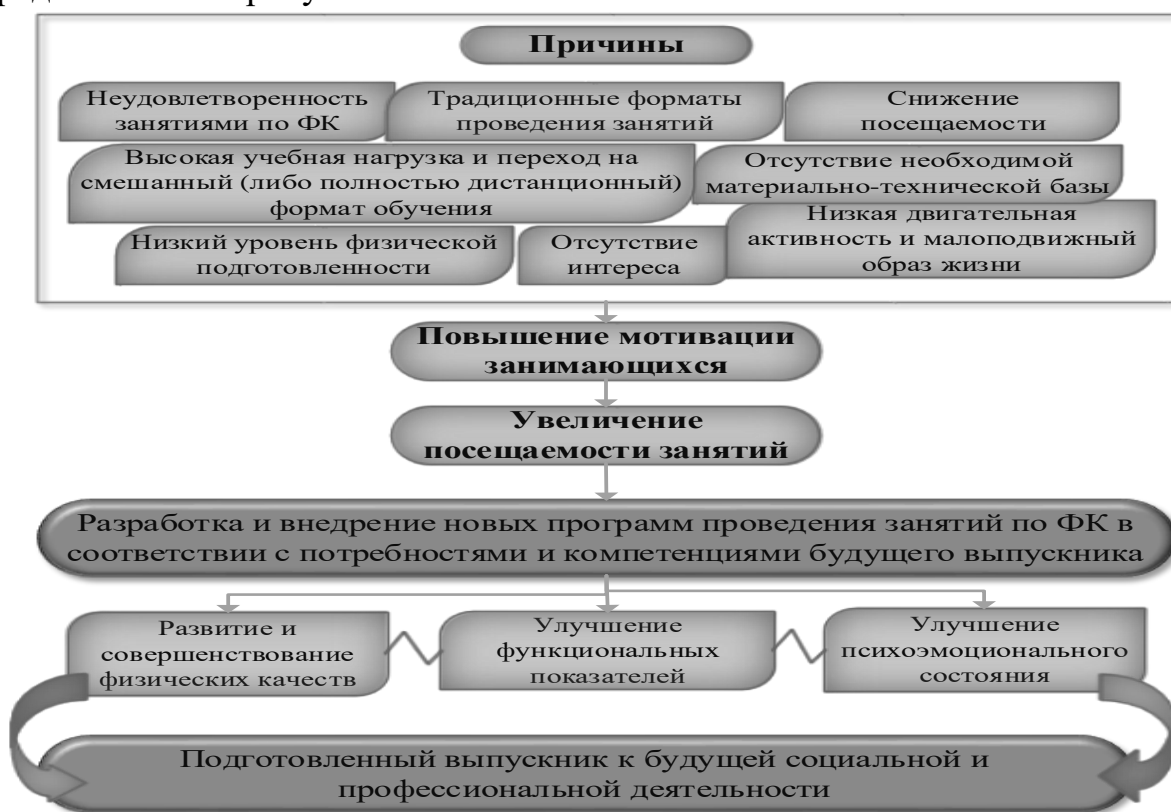 Причины
Неудовлетворенность
занятиями по ФК
Традиционные форматы
проведения занятий
Снижение
посещаемости
Высокая учебная нагрузка и переход на
смешанный (либо полностью дистанционный)
формат обучения
Отсутствие необходимой
материально-технической базы
Низкий уровень физической
подготовленности
Отсутствие
интереса
Низкая двигательная
активность и малоподвижный
образ жизни
Повышение мотивации
занимающихся
Увеличение
посещаемости занятий
Разработка и внедрение новых программ проведения занятий по ФК в
соответствии с потребностями и компетенциями будущего выпускника
Развитие и
совершенствование
физических качеств
Улучшение
функциональных
показателей
Улучшение
психоэмоционального
состояния
Подготовленный выпускник к будущей социальной и
профессиональной деятельности